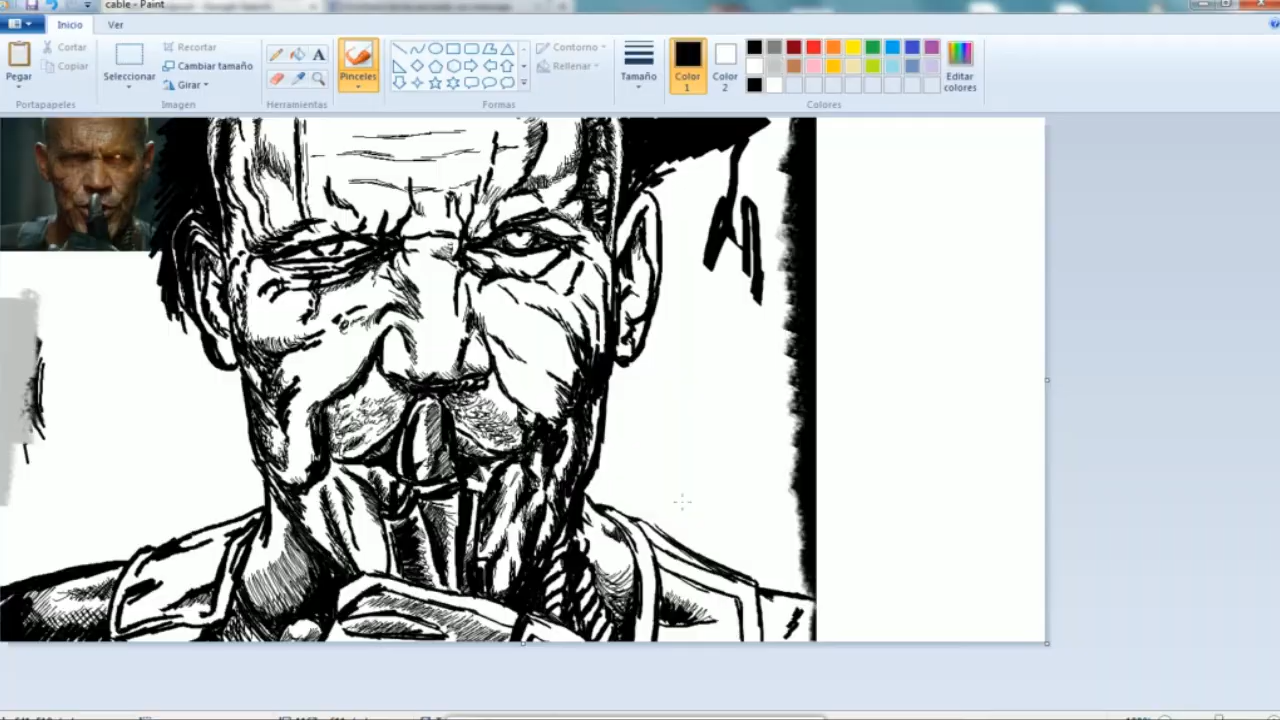 cable - Paint
Inicio
Ver
Pegar
Cortar
Copiar
Portapapeles
Seleccionar
Recortar
Cambiar tamaño
Girar
Imagen
A
Herramientas
Pinceles
Formas
Contorno
Rellenar
Tamaño
Color
1
Color
2
Colores
Editar
colores